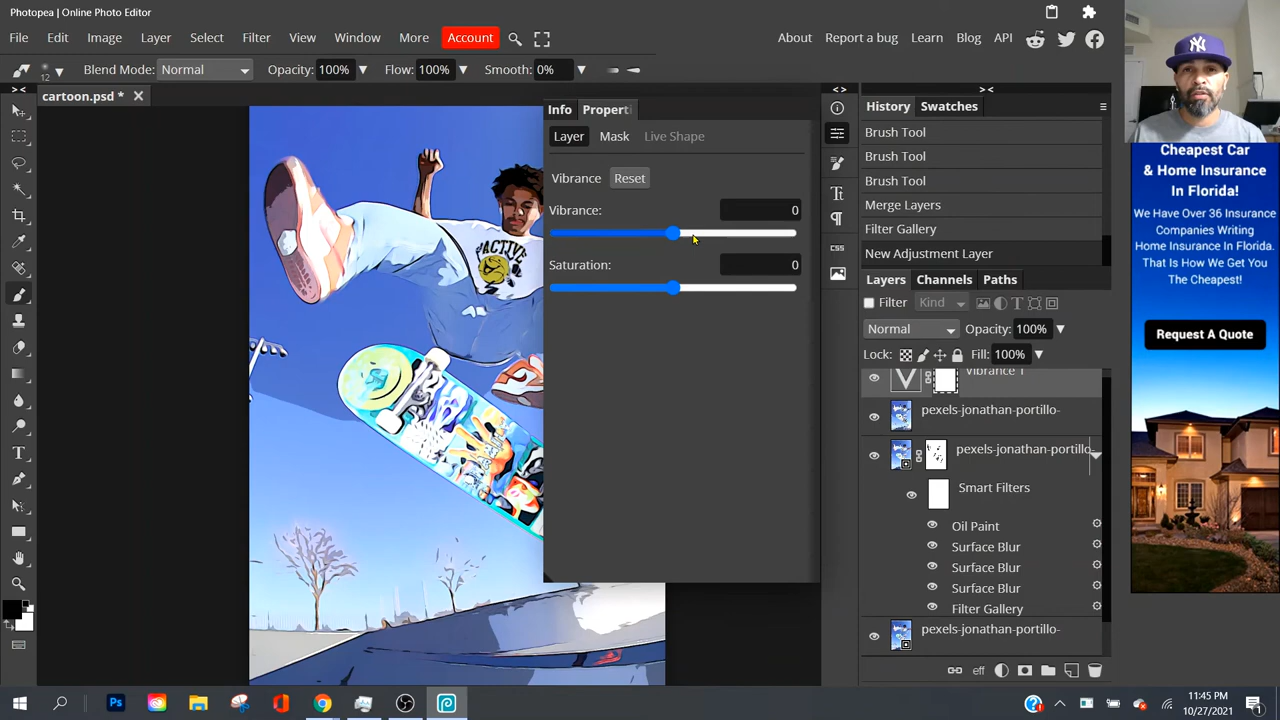 Photopea | Online Photo Editor
File Edit Image Layer Select Filter View Window More Account
About Report a bug Learn Blog API
12 Blend Mode: Normal Opacity: 100% Flow: 100% Smooth: 0%
cartoon.psd *
Info Properti
Layer Mask Live Shape
Vibrance Reset
Vibrance: 0
Saturation: 0
CSS
History Swatches
Brush Tool
Brush Tool
Brush Tool
Merge Layers
Filter Gallery
New Adjustment Layer
Layers Channels Paths
Filter Kind
Normal Opacity: 100%
Lock: Fill: 100%
Vibrance 1
pexels-jonathan-portillo-
pexels-jonathan-portillo-
Smart Filters
Oil Paint
Surface Blur
Surface Blur
Surface Blur
Filter Gallery
pexels-jonathan-portillo-
eff
Cheapest Car
& Home Insurance
In Florida!
We Have Over 36 Insurance
Companies Writing
Home Insurance In Florida.
That Is How We Get You
The Cheapest!
Request A Quote
ACTIVE
Ps
11:45 PM
10/27/2021
1